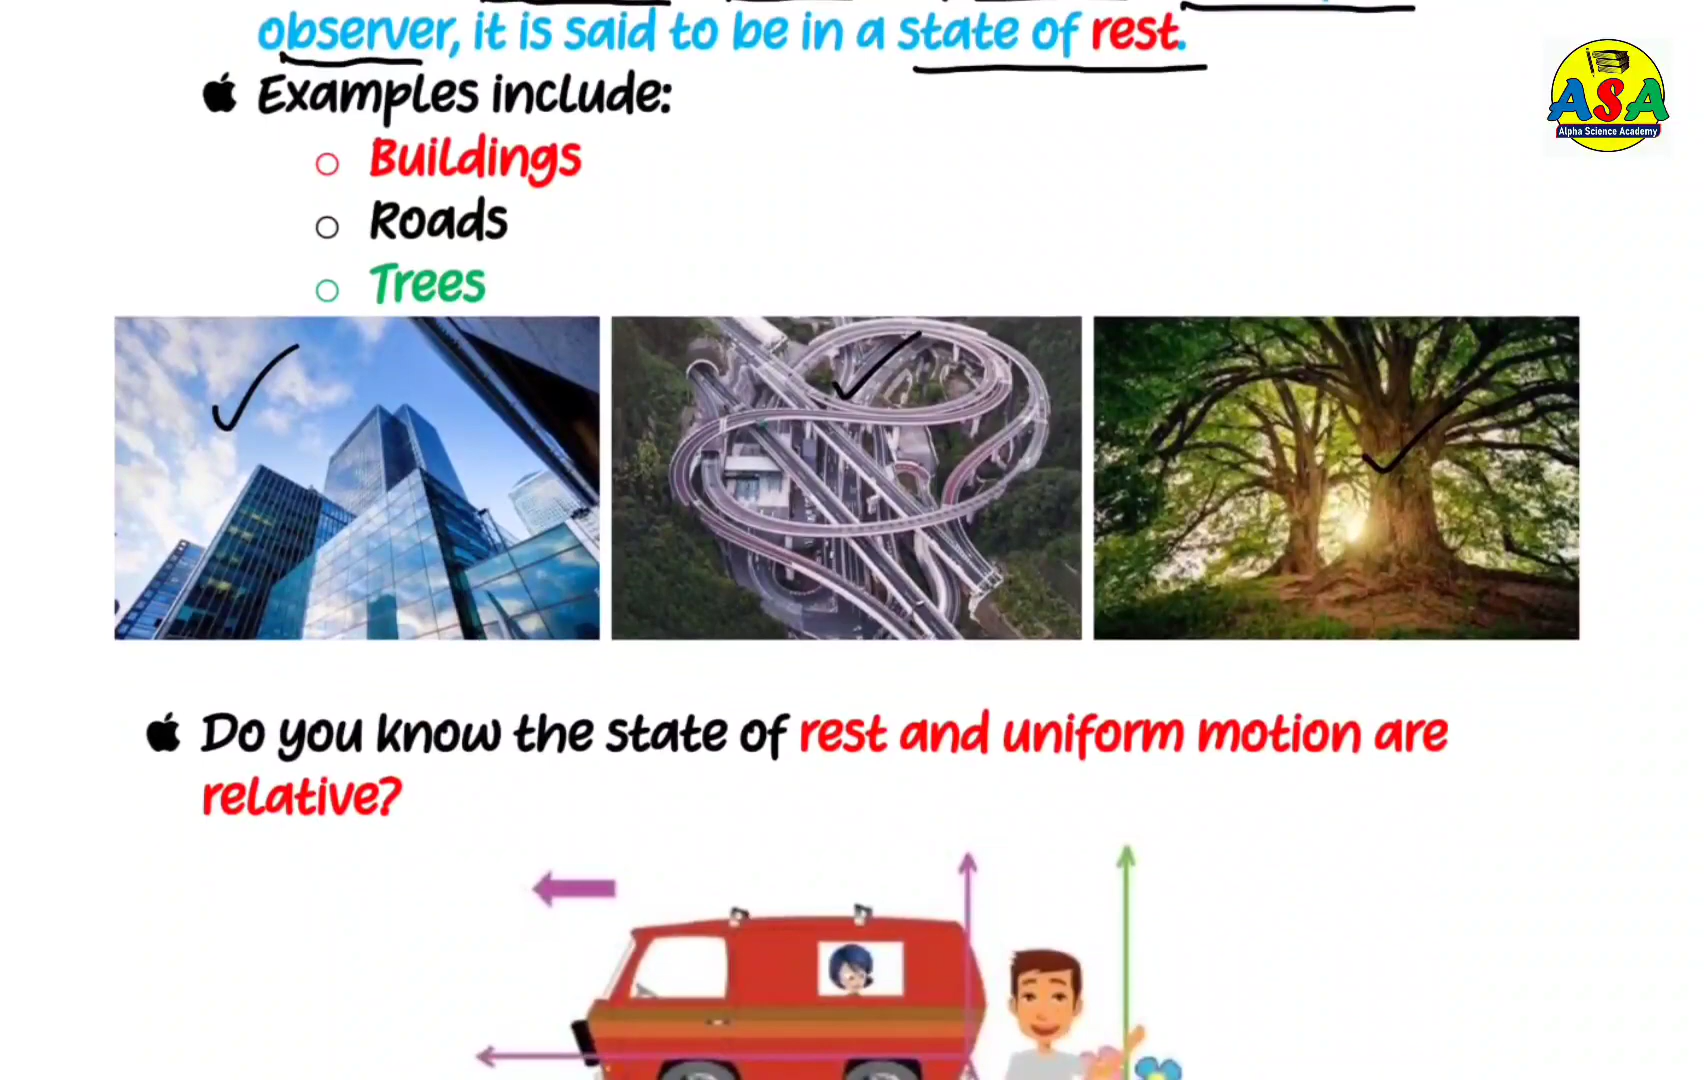 observer, it is said to be in a state of rest.
Examples include:
Buildings
Roads
Trees
Do you know the state of rest and uniform motion are
relative?
ASA
Alpha Science Academy